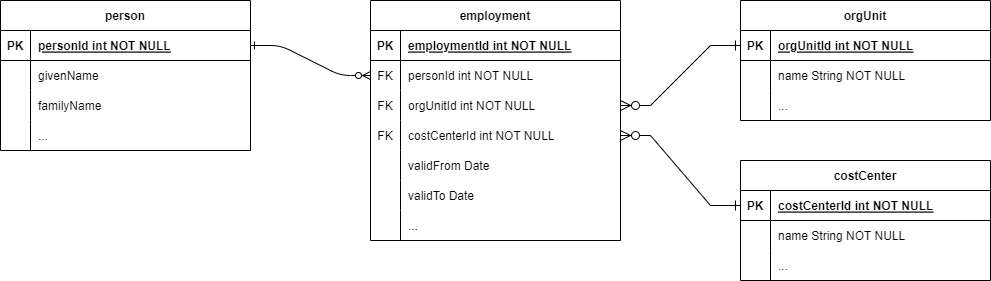 person
PK personId int NOT NULL
givenName
familyName
...
employment
PK employmentId int NOT NULL
FK personId int NOT NULL
FK orgUnitId int NOT NULL
FK costCenterId int NOT NULL
validFrom Date
validTo Date
...
orgUnit
PK orgUnitId int NOT NULL
name String NOT NULL
...
costCenter
PK costCenterId int NOT NULL
name String NOT NULL
...